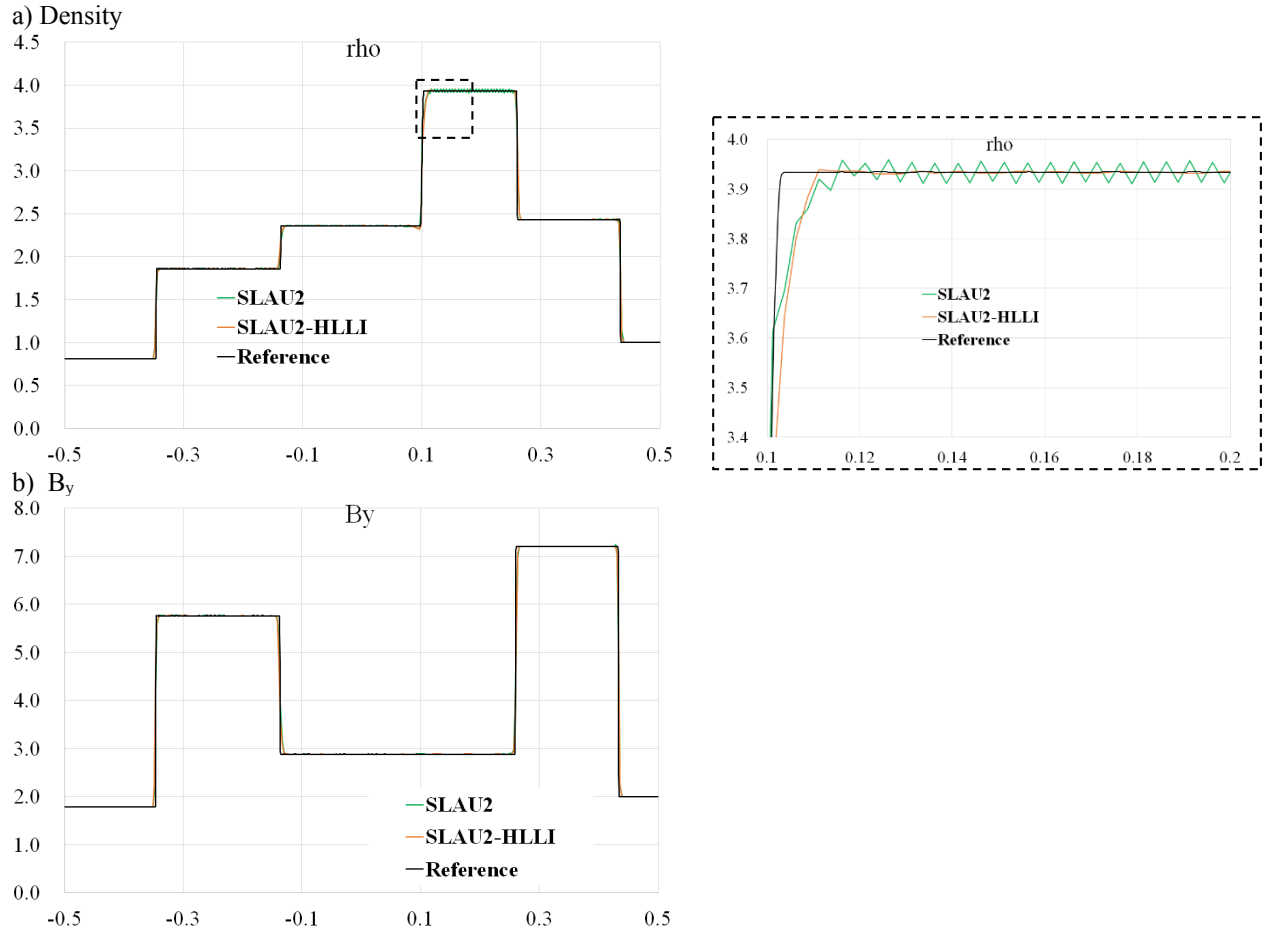 a) Density
rho
4.5
4.0
3.5
3.0
2.5
2.0
1.5
1.0
0.5
0.0
-0.5 -0.3 -0.1 0.1 0.3 0.5
SLAU2
SLAU2-HLLI
Reference
rho
4.0
3.9
3.8
3.7
3.6
3.5
3.4
0.1 0.12 0.14 0.16 0.18 0.2
SLAU2
SLAU2-HLLI
Reference
b) By
By
8.0
7.0
6.0
5.0
4.0
3.0
2.0
1.0
0.0
-0.5 -0.3 -0.1 0.1 0.3 0.5
SLAU2
SLAU2-HLLI
Reference